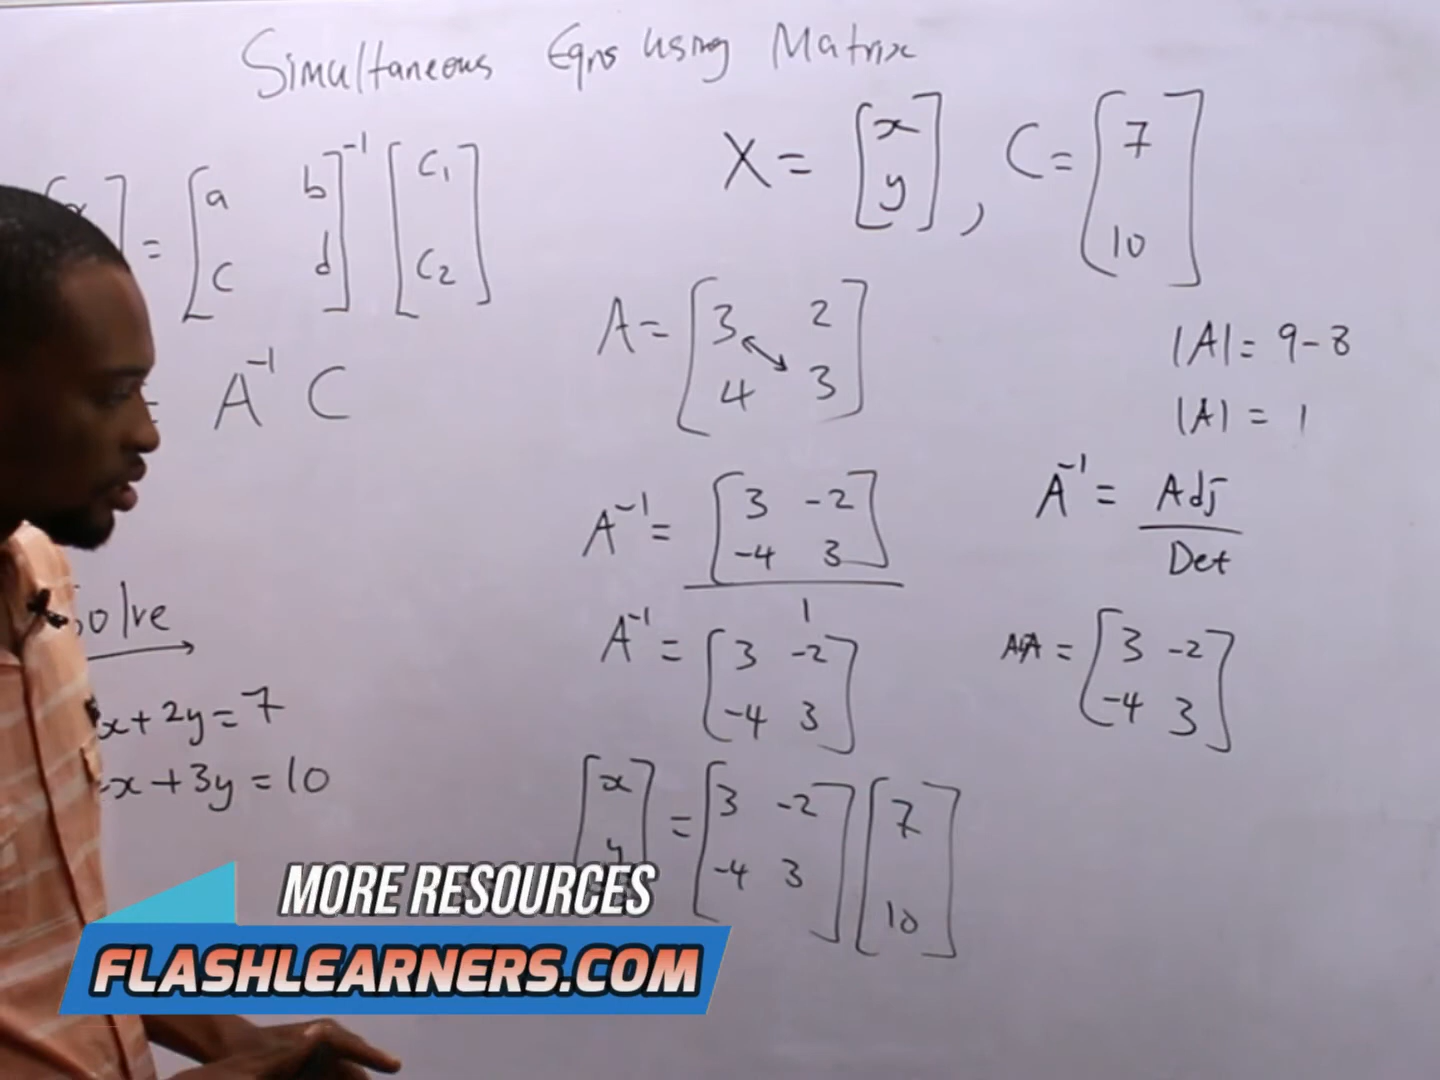 Simultaneous Eqns using Matrix
= [a b; c d]⁻¹ [C₁; C₂]
A⁻¹ C
Solve
x + 2y = 7
x + 3y = 10
X = [x; y], C = [7; 10]
A = [3 2; 4 3]
A⁻¹ = [3 -2; -4 3] / 1
A⁻¹ = [3 -2; -4 3]
[x; y] = [3 -2; -4 3] [7; 10]
|A| = 9 - 8
|A| = 1
A⁻¹ = Adj / Det
= [3 -2; -4 3]
MORE RESOURCES
FLASHLEARNERS.COM